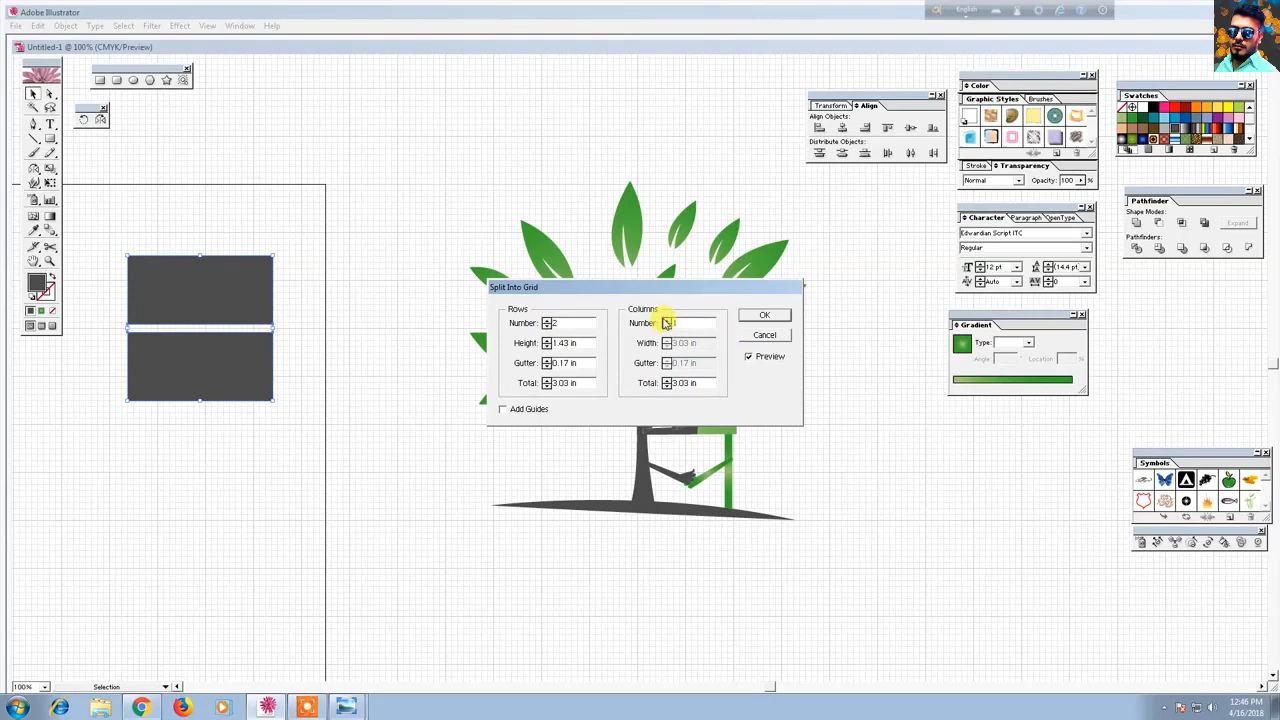 Adobe Illustrator
English
File Edit Object Type Select Filter Effect View Window Help
Untitled-1 @ 100% (CMYK/Preview)
Transform Align
Align Objects:
Distribute Objects:
Color
Graphic Styles Brushes
Stroke Transparency
Normal Opacity: 100 %
Swatches
Pathfinder
Shape Modes:
Expand
Pathfinders:
Character Paragraph OpenType
Edwardian Script ITC
Regular
12 pt (14.4 pt)
Auto 0
Gradient
Type:
Angle: Location: %
Symbols
Split Into Grid
Rows
Number: 2
Height: 1.43 in
Gutter: 0.17 in
Total: 3.03 in
Add Guides
Columns
Number: 1
Width: 3.03 in
Gutter: 0.17 in
Total: 3.03 in
OK
Cancel
Preview
100% Selection
12:46 PM
4/16/2018